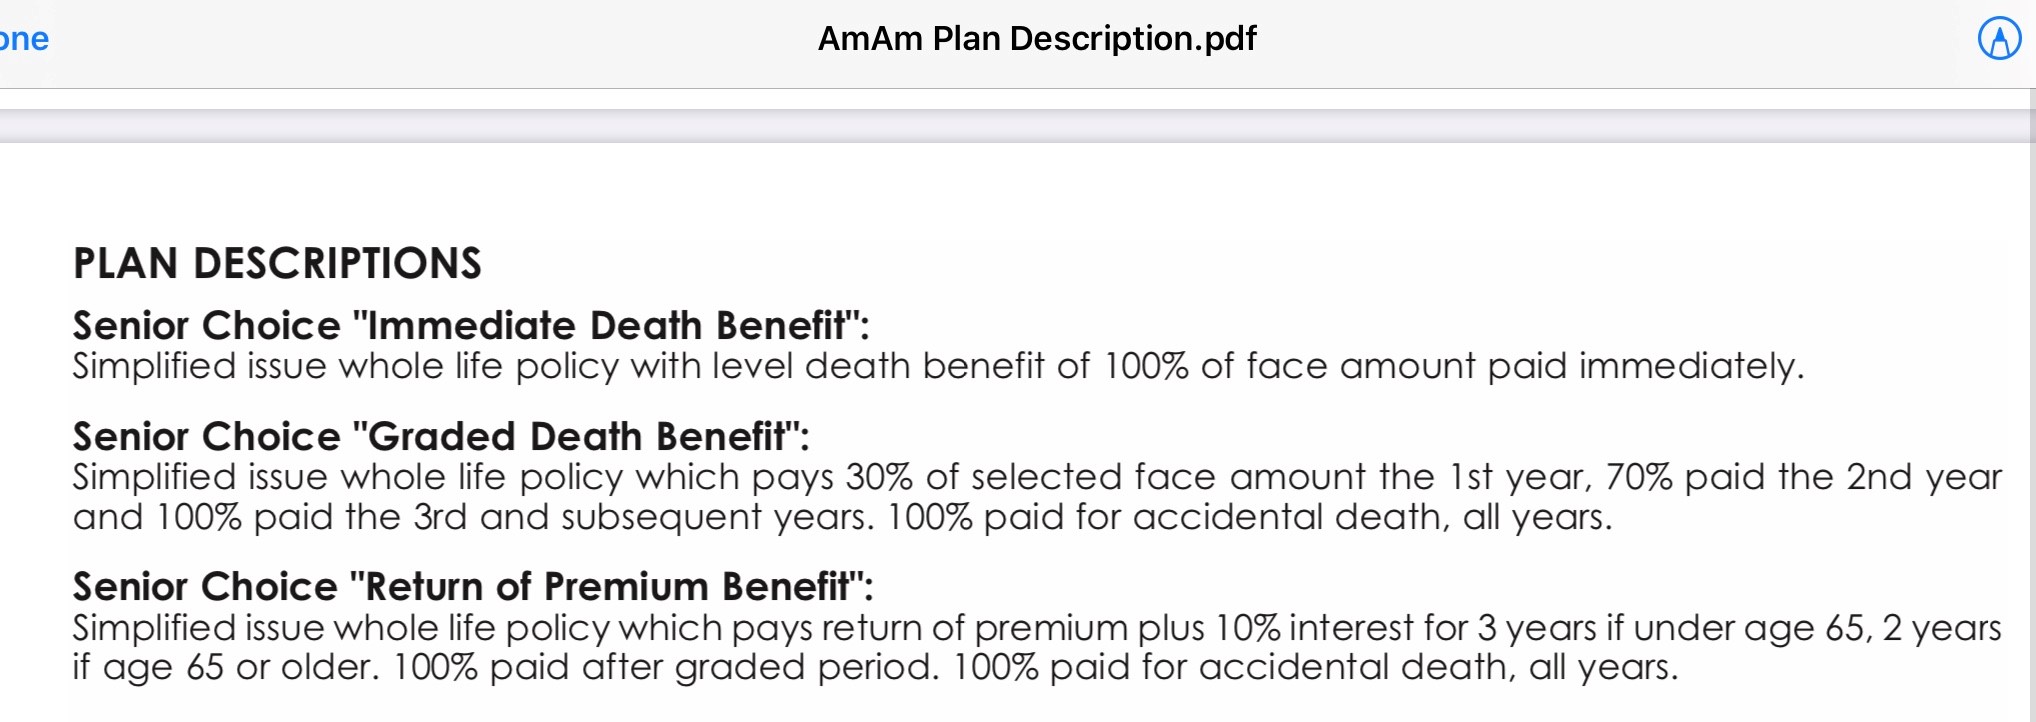 AmAm Plan Description.pdf
PLAN DESCRIPTIONS
Senior Choice "Immediate Death Benefit":
Simplified issue whole life policy with level death benefit of 100% of face amount paid immediately.
Senior Choice "Graded Death Benefit":
Simplified issue whole life policy which pays 30% of selected face amount the 1st year, 70% paid the 2nd year
and 100% paid the 3rd and subsequent years. 100% paid for accidental death, all years.
Senior Choice "Return of Premium Benefit":
Simplified issue whole life policy which pays return of premium plus 10% interest for 3 years if under age 65, 2 years
if age 65 or older. 100% paid after graded period. 100% paid for accidental death, all years.